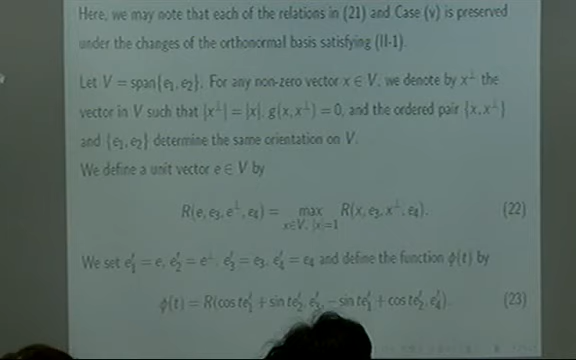 Here, we may note that each of the relations in (21) and Case (v) is preserved
under the changes of the orthonormal basis satisfying (II-1).
Let V = span{e₁, e₂}. For any non-zero vector x ∈ V, we denote by x^⊥ the
vector in V such that |x^⊥| = |x|, g(x, x^⊥) = 0, and the ordered pair {x, x^⊥}
and {e₁, e₂} determine the same orientation on V.
We define a unit vector e ∈ V by
R(e, e₃, e^⊥, e₄) = max R(x, e₃, x^⊥, e₄). (22)
x∈V, |x|=1
We set e′₁ = e, e′₂ = e^⊥, e′₃ = e₃, e′₄ = e₄ and define the function ϕ(t) by
ϕ(t) = R(cos te′₁ + sin te′₂, e′₃, − sin te′₁ + cos te′₂, e′₄). (23)